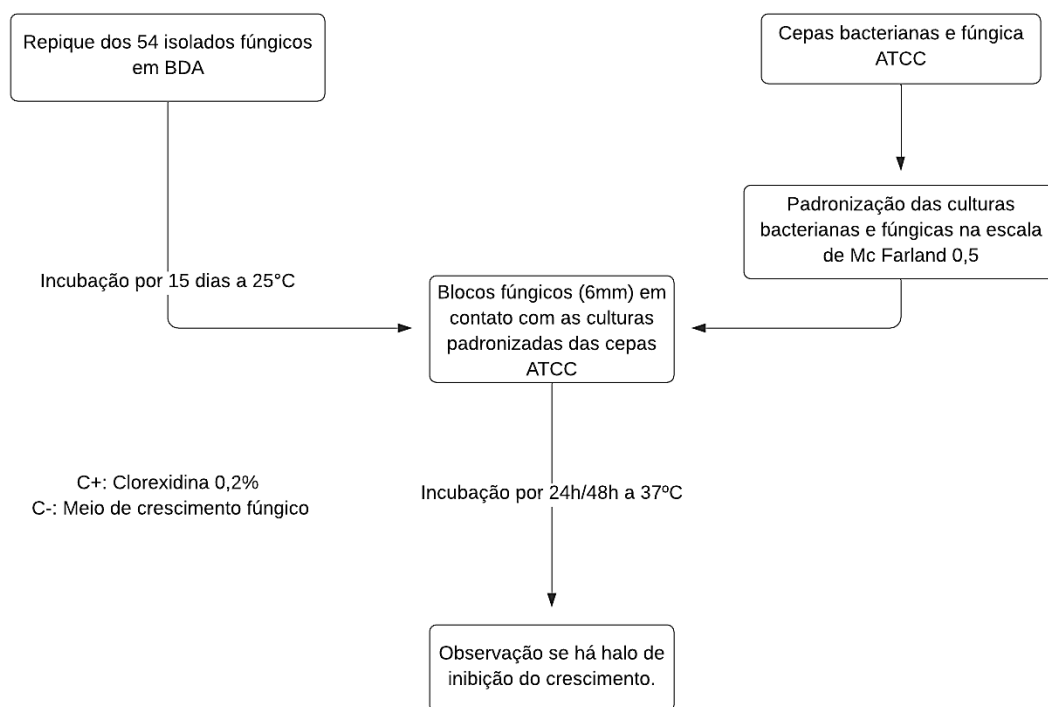 Repique dos 54 isolados fúngicos
em BDA
Cepas bacterianas e fúngica
ATCC
Padronização das culturas
bacterianas e fúngicas na escala
de Mc Farland 0,5
Incubação por 15 dias a 25°C
Blocos fúngicos (6mm) em
contato com as culturas
padronizadas das cepas
ATCC
C+: Clorexidina 0,2%
C-: Meio de crescimento fúngico
Incubação por 24h/48h a 37ºC
Observação se há halo de
inibição do crescimento.